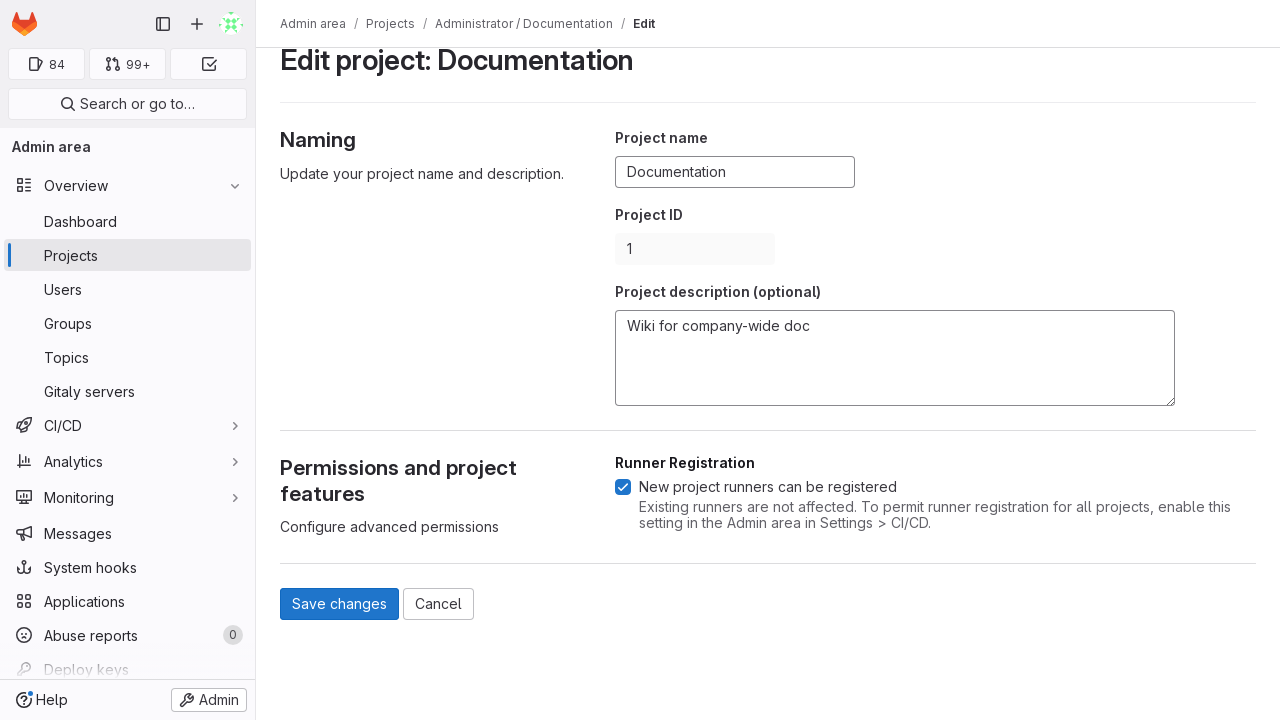 Admin area / Projects / Administrator / Documentation / Edit
84
99+
Search or go to…
Admin area
Overview
Dashboard
Projects
Users
Groups
Topics
Gitaly servers
CI/CD
Analytics
Monitoring
Messages
System hooks
Applications
Abuse reports 0
Deploy keys
Help
Admin
Edit project: Documentation
Naming
Update your project name and description.
Project name
Documentation
Project ID
1
Project description (optional)
Wiki for company-wide doc
Permissions and project
features
Configure advanced permissions
Runner Registration
New project runners can be registered
Existing runners are not affected. To permit runner registration for all projects, enable this
setting in the Admin area in Settings > CI/CD.
Save changes
Cancel